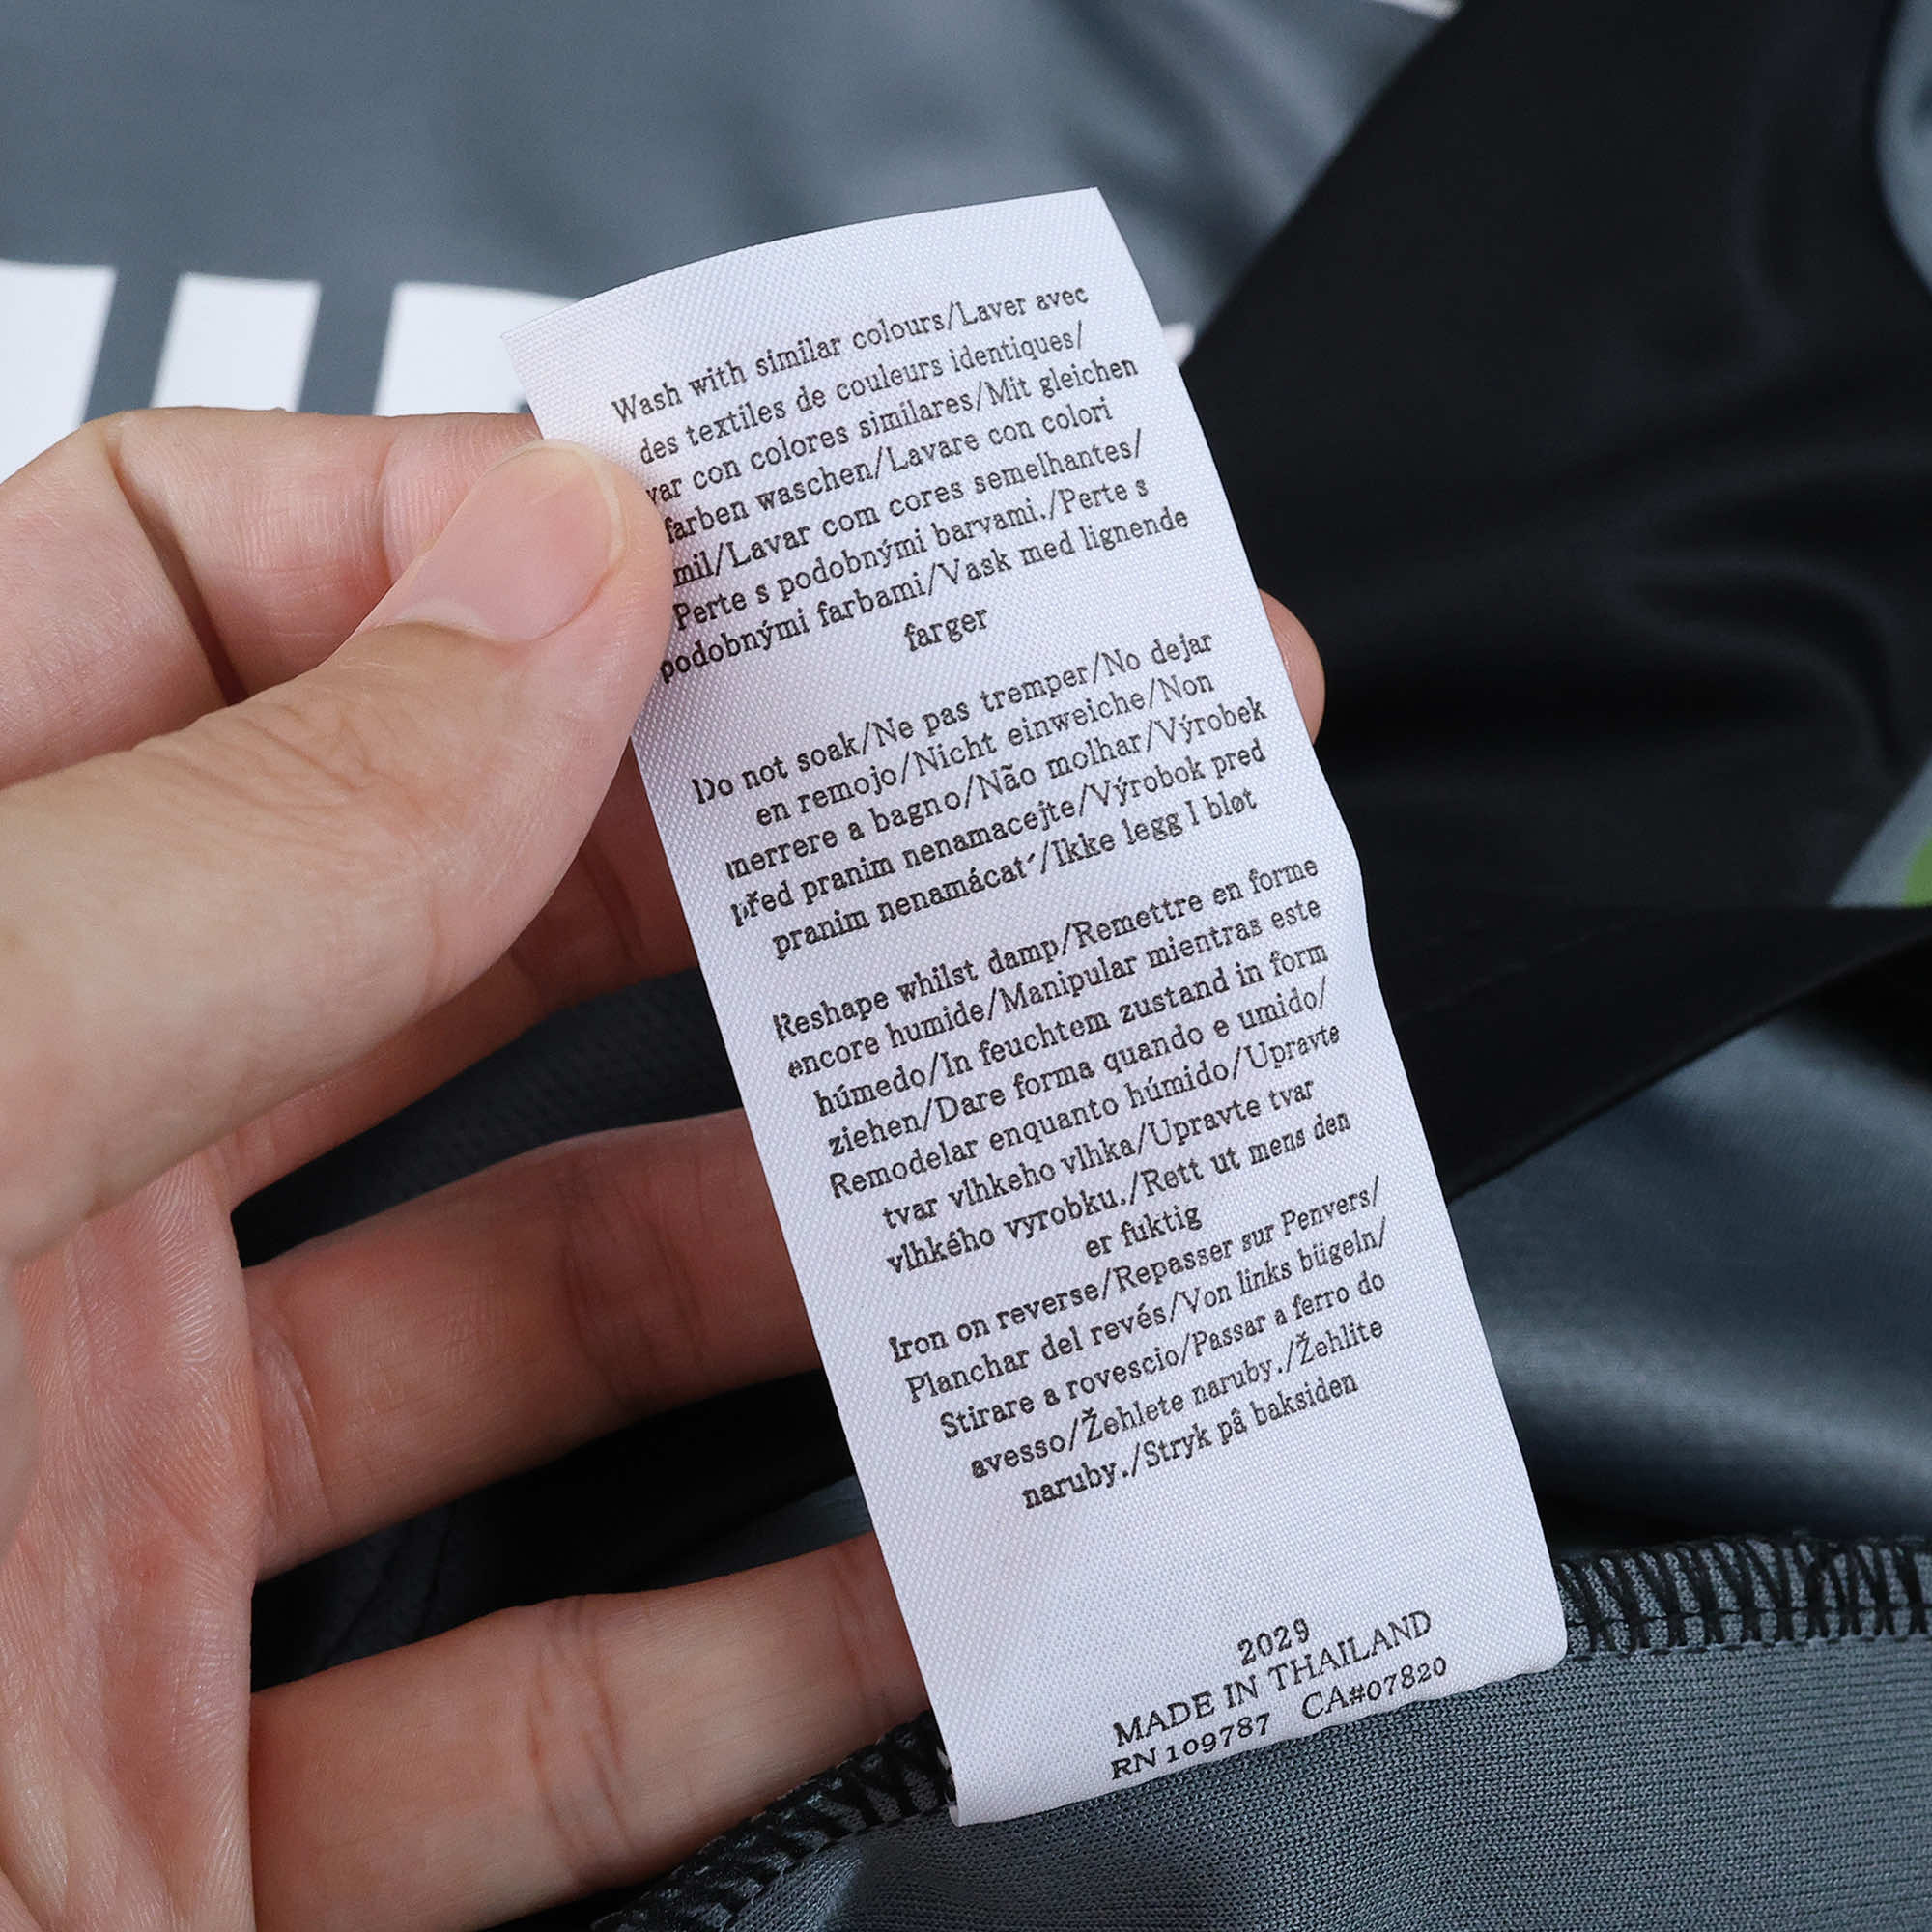 Wash with similar colours/Laver avec
des textiles de couleurs identiques/
var con colores similares/Mit gleichen
farben waschen/Lavare con colori
mil/Lavar com cores semelhantes/
Perte s podobnými barvami./Perte s
podobnými farbami/Vask med lignende
farger
Do not soak/Ne pas tremper/No dejar
en remojo/Nicht einweiche/Non
merrere a bagno/Não molhar/Výrobek
před pranim nenamacejte/Výrobok pred
pranim nenamácat´/Ikke legg I bløt
Reshape whilst damp/Remettre en forme
encore humide/Manipular mientras este
húmedo/In feuchtem zustand in form
ziehen/Dare forma quando e umido/
Remodelar enquanto húmido/Upravte
tvar vlhkeho vlhka/Upravte tvar
vlhkého vyrobku./Rett ut mens den
er fuktig
Iron on reverse/Repasser sur Penvers/
Planchar del revés/Von links bügeln/
Stirare a rovescio/Passar a ferro do
avesso/Žehlete naruby./Žehlite
naruby./Stryk på baksiden
2029
MADE IN THAILAND
RN 109787 CA#07820